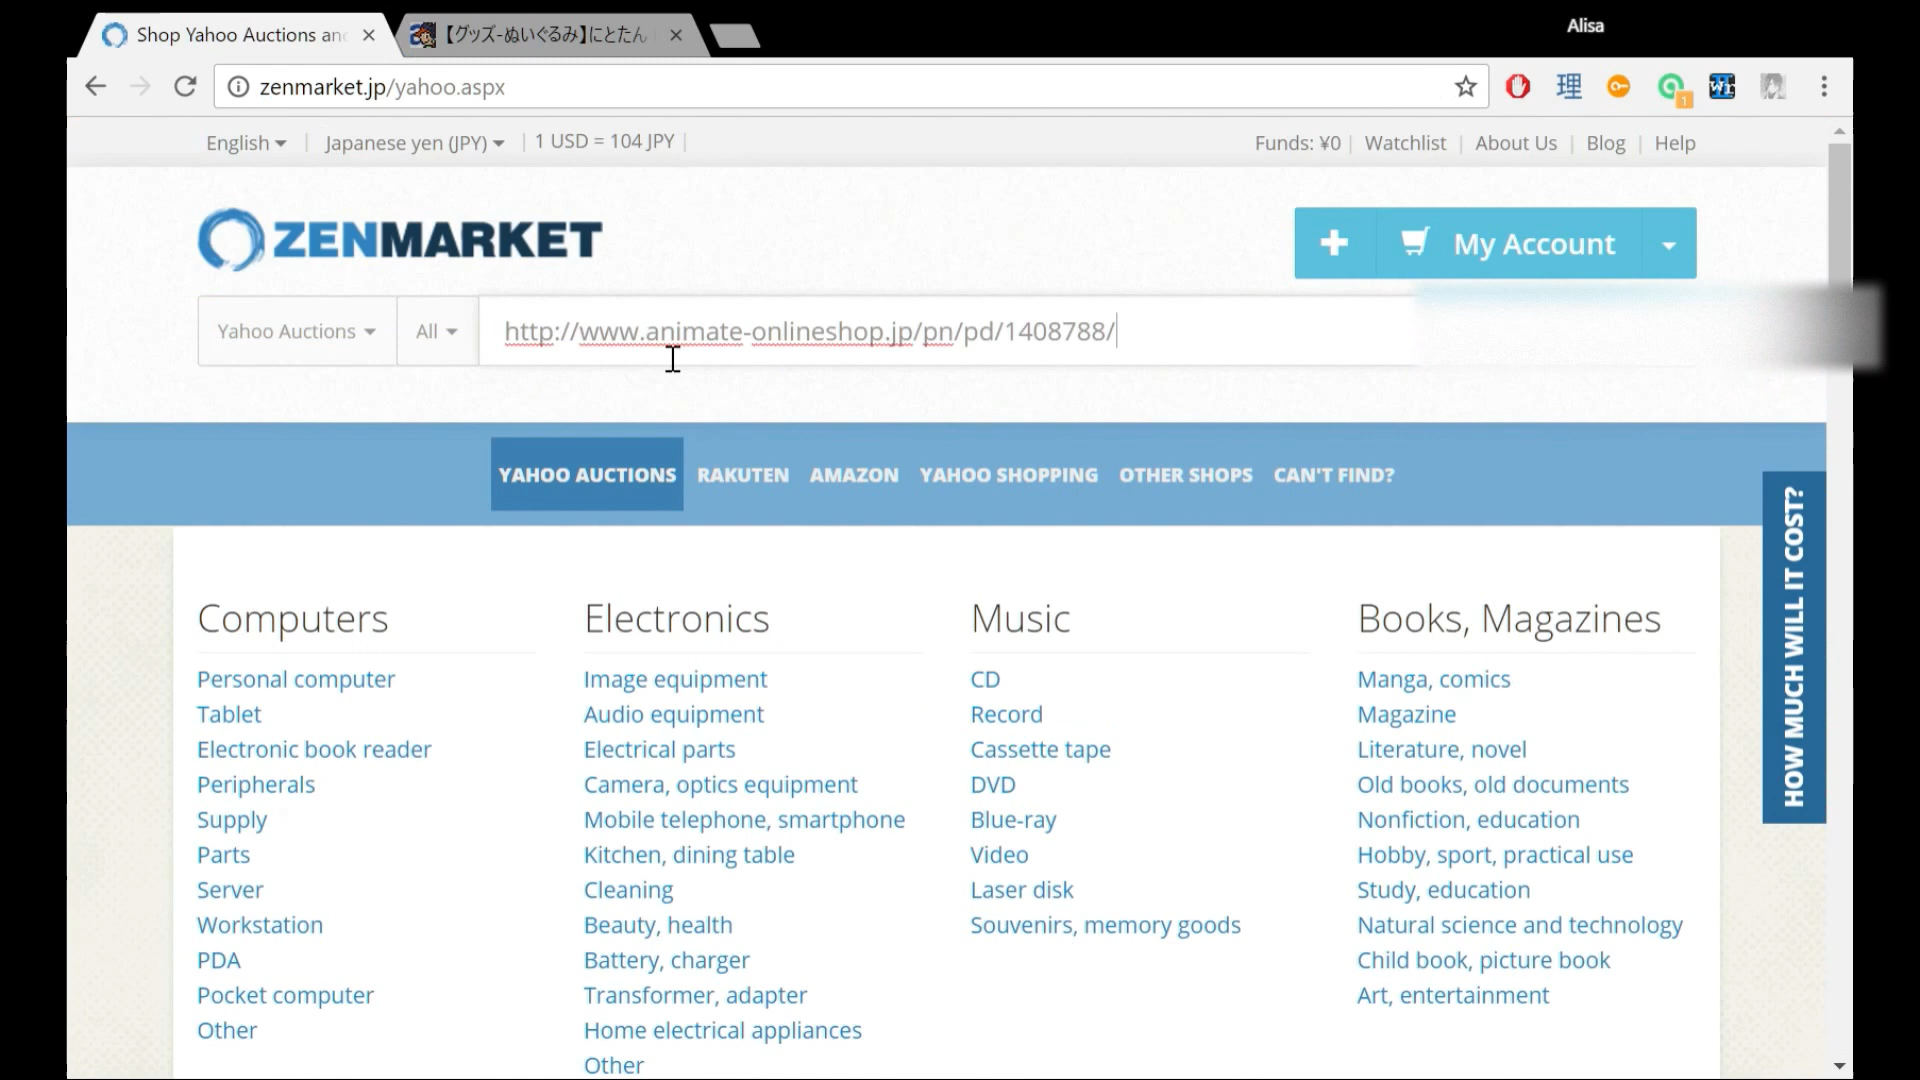 Alisa
Shop Yahoo Auctions an
【グッズ-ぬいぐるみ】にとたん
zenmarket.jp/yahoo.aspx
1
English
Japanese yen (JPY)
1 USD = 104 JPY
Funds: ¥0
Watchlist
About Us
Blog
Help
ZENMARKET
My Account
Yahoo Auctions
All
http://www.animate-onlineshop.jp/pn/pd/1408788/
YAHOO AUCTIONS
RAKUTEN
AMAZON
YAHOO SHOPPING
OTHER SHOPS
CAN'T FIND?
HOW MUCH WILL IT COST?
Computers
Personal computer
Tablet
Electronic book reader
Peripherals
Supply
Parts
Server
Workstation
PDA
Pocket computer
Other
Electronics
Image equipment
Audio equipment
Electrical parts
Camera, optics equipment
Mobile telephone, smartphone
Kitchen, dining table
Cleaning
Beauty, health
Battery, charger
Transformer, adapter
Home electrical appliances
Other
Music
CD
Record
Cassette tape
DVD
Blue-ray
Video
Laser disk
Souvenirs, memory goods
Books, Magazines
Manga, comics
Magazine
Literature, novel
Old books, old documents
Nonfiction, education
Hobby, sport, practical use
Study, education
Natural science and technology
Child book, picture book
Art, entertainment